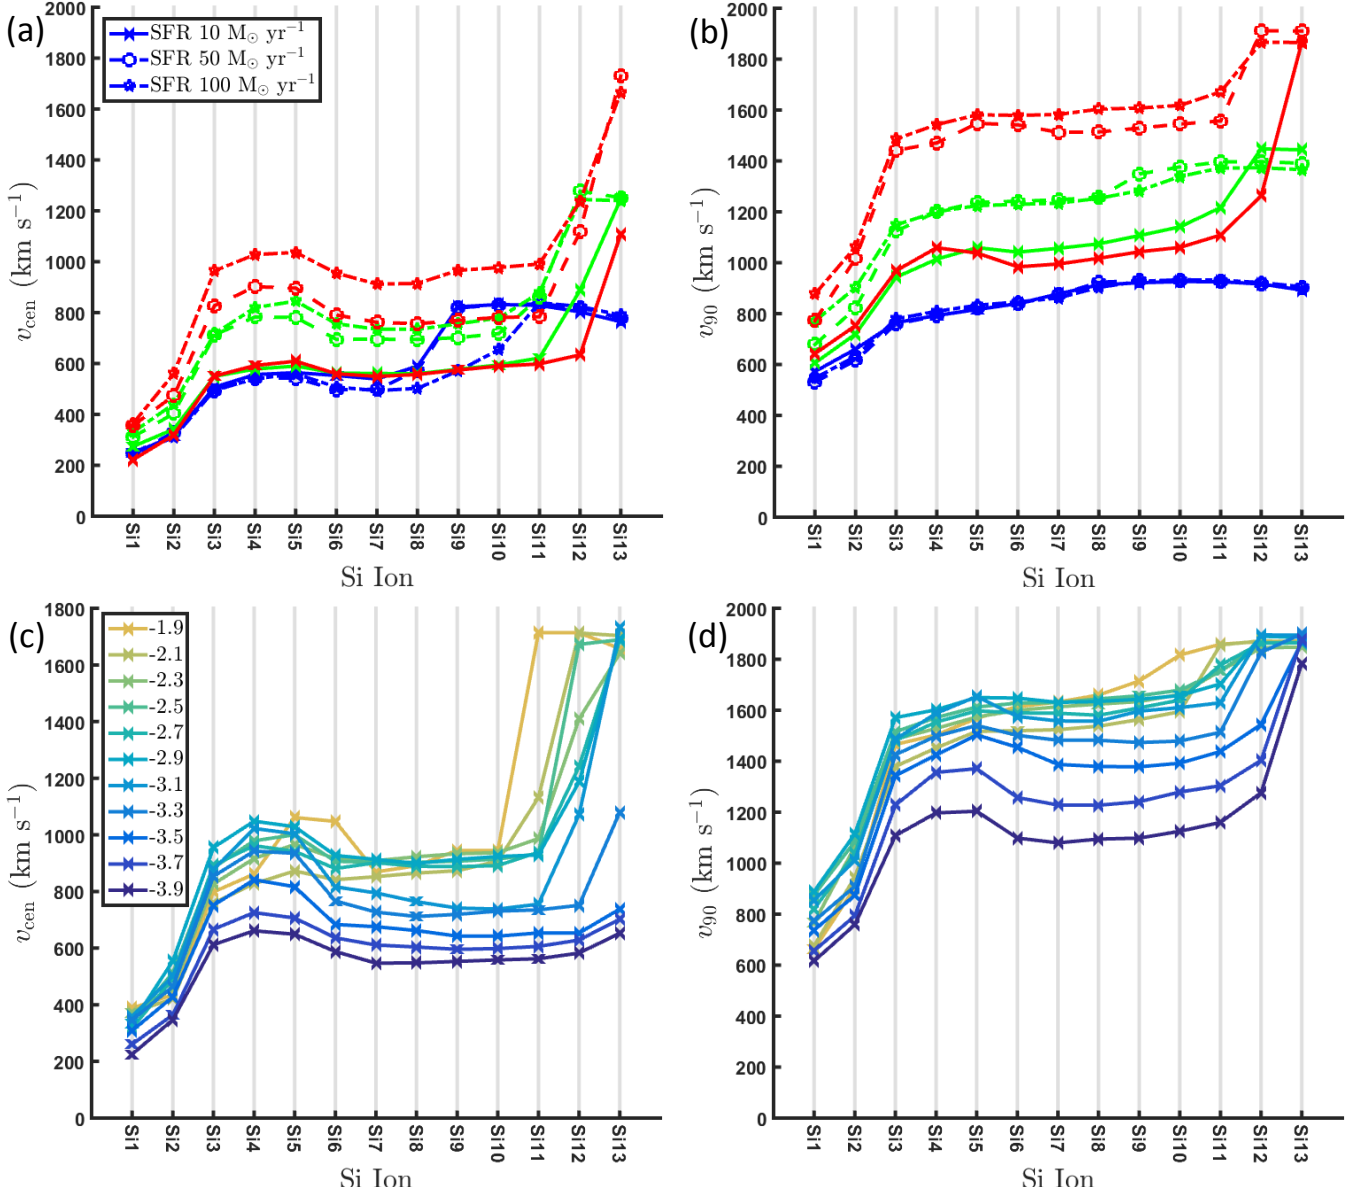 (a)
SFR 10 M⊙ yr⁻¹
SFR 50 M⊙ yr⁻¹
SFR 100 M⊙ yr⁻¹
2000
1800
1600
1400
1200
1000
800
600
400
200
0
v_cen (km s⁻¹)
Si1 Si2 Si3 Si4 Si5 Si6 Si7 Si8 Si9 Si10 Si11 Si12 Si13
Si Ion
(b)
2000
1800
1600
1400
1200
1000
800
600
400
200
0
v_90 (km s⁻¹)
Si1 Si2 Si3 Si4 Si5 Si6 Si7 Si8 Si9 Si10 Si11 Si12 Si13
Si Ion
(c)
-1.9
-2.1
-2.3
-2.5
-2.7
-2.9
-3.1
-3.3
-3.5
-3.7
-3.9
1800
1600
1400
1200
1000
800
600
400
200
0
v_cen (km s⁻¹)
Si1 Si2 Si3 Si4 Si5 Si6 Si7 Si8 Si9 Si10 Si11 Si12 Si13
Si Ion
(d)
2000
1800
1600
1400
1200
1000
800
600
400
200
0
v_90 (km s⁻¹)
Si1 Si2 Si3 Si4 Si5 Si6 Si7 Si8 Si9 Si10 Si11 Si12 Si13
Si Ion